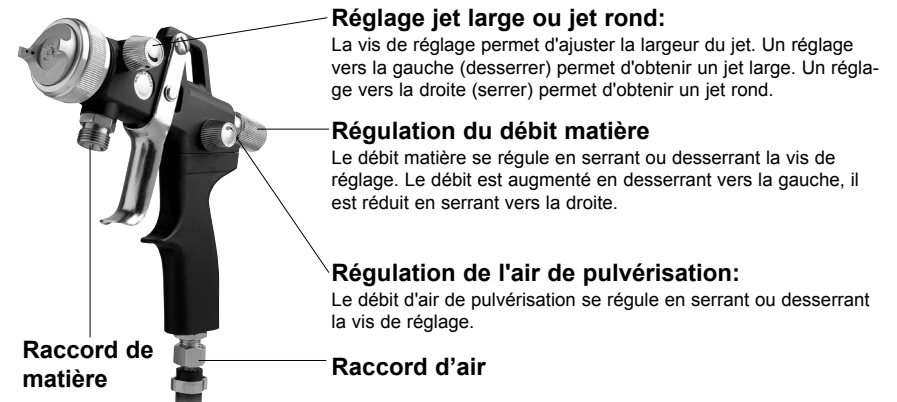 Réglage jet large ou jet rond:
La vis de réglage permet d'ajuster la largeur du jet. Un réglage
vers la gauche (desserrer) permet d'obtenir un jet large. Un régla-
ge vers la droite (serrer) permet d'obtenir un jet rond.
Régulation du débit matière
Le débit matière se régule en serrant ou desserrant la vis de
réglage. Le débit est augmenté en desserrant vers la gauche, il
est réduit en serrant vers la droite.
Régulation de l'air de pulvérisation:
Le débit d'air de pulvérisation se régule en serrant ou desserrant
la vis de réglage.
Raccord de
matière
Raccord d’air